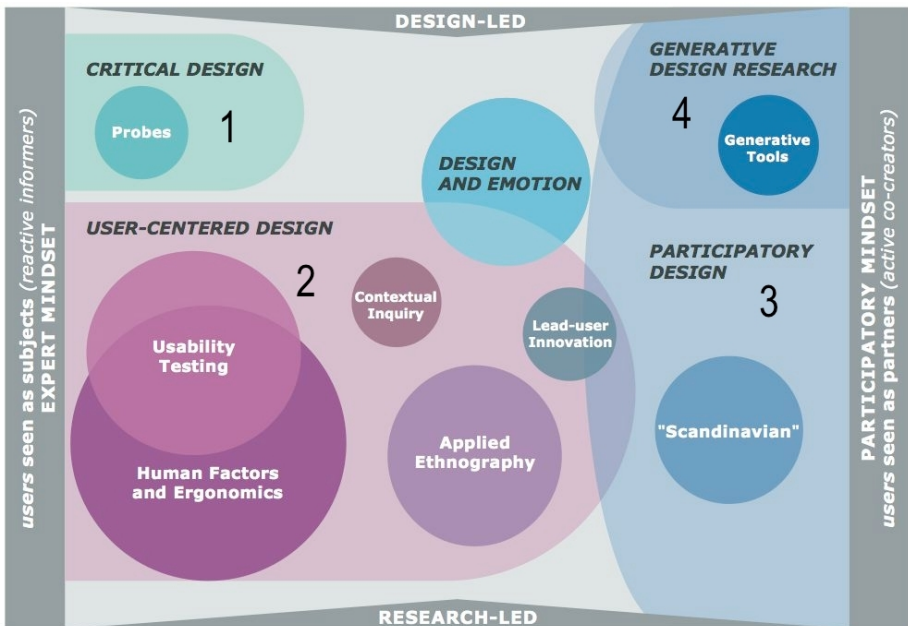 DESIGN-LED
users seen as subjects (reactive informers)
EXPERT MINDSET
CRITICAL DESIGN
Probes
1
DESIGN
AND EMOTION
GENERATIVE
DESIGN RESEARCH
4
Generative
Tools
USER-CENTERED DESIGN
2
Contextual
Inquiry
Usability
Testing
Human Factors
and Ergonomics
Applied
Ethnography
Lead-user
Innovation
PARTICIPATORY
DESIGN
3
"Scandinavian"
PARTICIPATORY MINDSET
users seen as partners (active co-creators)
RESEARCH-LED